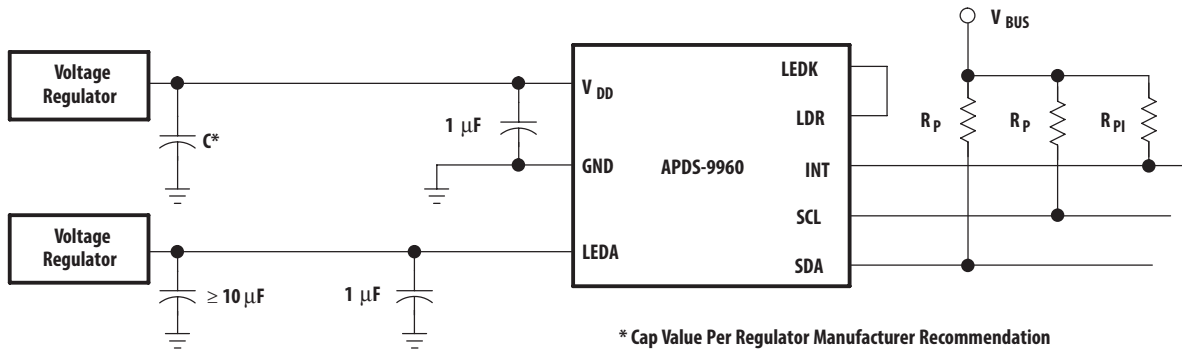 V BUS
Voltage
Regulator
C*
1 μF
V DD
GND
LEDA
APDS-9960
LEDK
LDR
INT
SCL
SDA
R P
R P
R PI
Voltage
Regulator
≥ 10 μF
1 μF
* Cap Value Per Regulator Manufacturer Recommendation